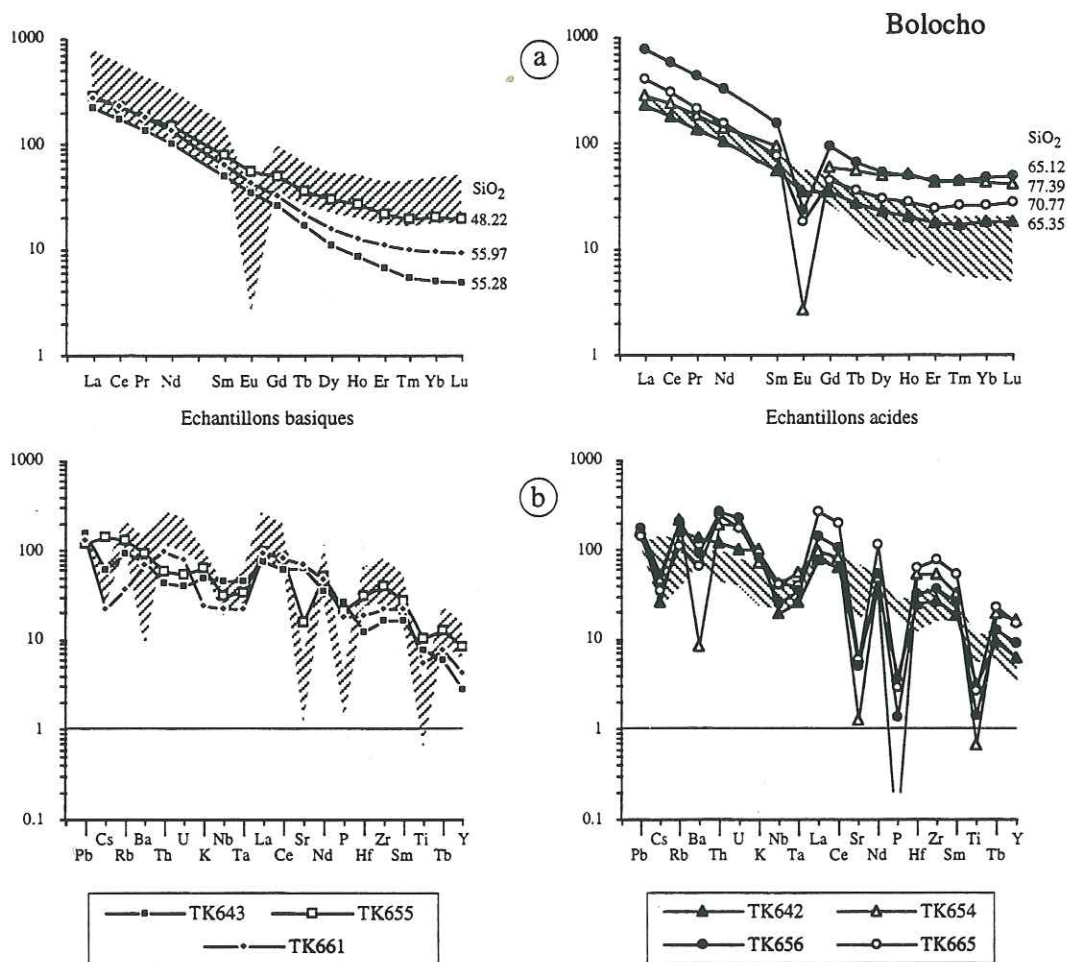 Bolocho
a
1000
100
10
1
SiO2
48.22
55.97
55.28
La Ce Pr Nd Sm Eu Gd Tb Dy Ho Er Tm Yb Lu
Echantillons basiques
1000
100
10
1
SiO2
65.12
77.39
70.77
65.35
La Ce Pr Nd Sm Eu Gd Tb Dy Ho Er Tm Yb Lu
Echantillons acides
b
1000
100
10
1
0.1
Cs Ba U Nb La Sr P Zr Ti Y
Pb Rb Th K Ta Ce Nd Hf Sm Tb
1000
100
10
1
0.1
Cs Ba U Nb La Sr P Zr Ti Y
Pb Rb Th K Ta Ce Nd Hf Sm Tb
TK643 TK655
TK661
TK642 TK654
TK656 TK665